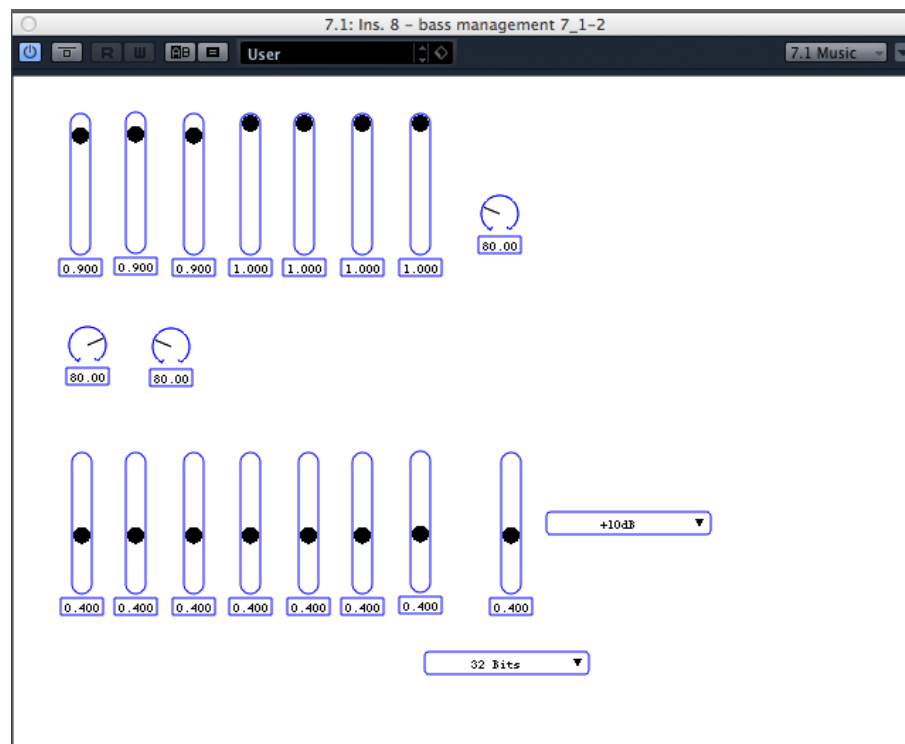 7.1: Ins. 8 – bass management 7_1-2
R W AB User 7.1 Music
0.900 0.900 0.900 1.000 1.000 1.000 1.000
80.00
80.00 80.00
+10dB
0.400 0.400 0.400 0.400 0.400 0.400 0.400 0.400
32 Bits